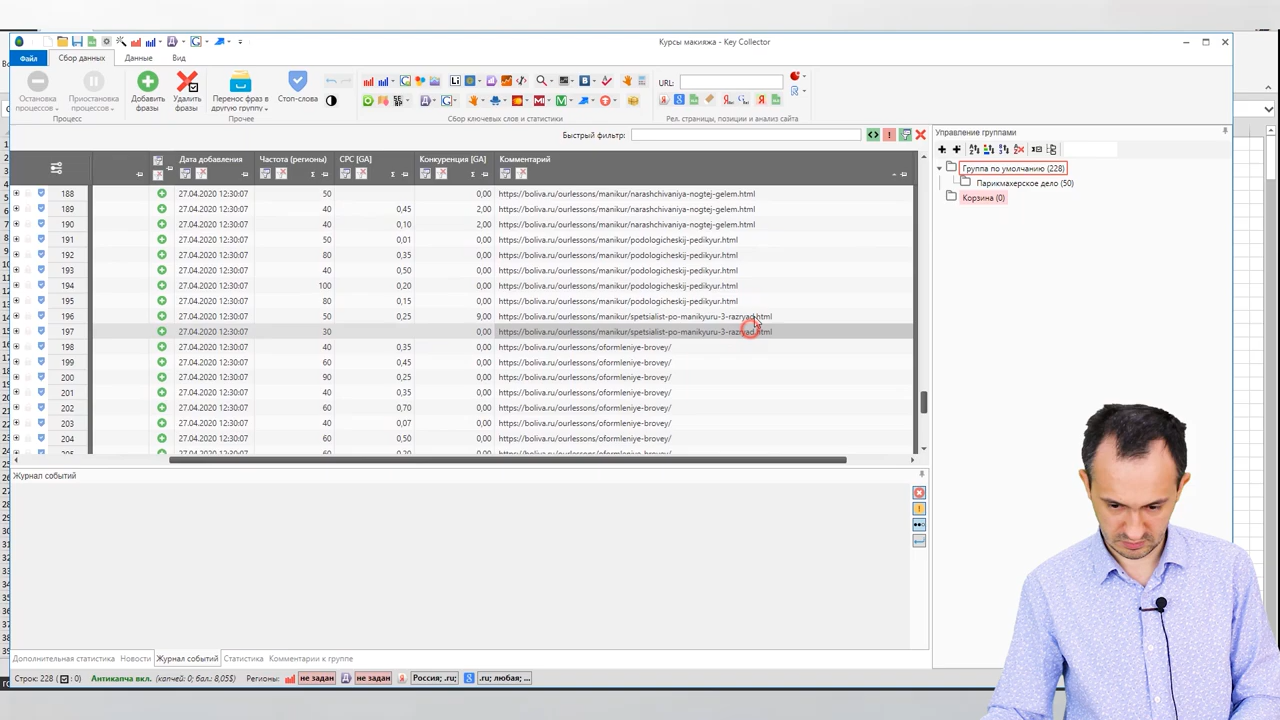 Курсы макияжа - Key Collector
Файл Сбор данных Данные Вид
Остановка процессов... Приостановка процессов... Добавить фразы Удалить фразы Перенос фраз в другую группу Стоп-слова URL:
Процесс Прочее Сбор ключевых слов и статистики Рел. страницы, позиции и анализ сайта
Быстрый фильтр: Управление группами
Дата добавления Частота (регионы) CPC [GA] Конкуренция [GA] Комментарий
Группа по умолчанию (228)
Парикмахерское дело (50)
Корзина (0)
188 27.04.2020 12:30:07 50 0,00 https://boliva.ru/ourlessons/manikur/narashchivaniya-nogtej-gelem.html
189 27.04.2020 12:30:07 40 0,45 2,00 https://boliva.ru/ourlessons/manikur/narashchivaniya-nogtej-gelem.html
190 27.04.2020 12:30:07 40 0,10 2,00 https://boliva.ru/ourlessons/manikur/narashchivaniya-nogtej-gelem.html
191 27.04.2020 12:30:07 50 0,01 0,00 https://boliva.ru/ourlessons/manikur/podologicheskij-pedikyur.html
192 27.04.2020 12:30:07 80 0,35 0,00 https://boliva.ru/ourlessons/manikur/podologicheskij-pedikyur.html
193 27.04.2020 12:30:07 40 0,50 0,00 https://boliva.ru/ourlessons/manikur/podologicheskij-pedikyur.html
194 27.04.2020 12:30:07 100 0,20 0,00 https://boliva.ru/ourlessons/manikur/podologicheskij-pedikyur.html
195 27.04.2020 12:30:07 80 0,15 0,00 https://boliva.ru/ourlessons/manikur/podologicheskij-pedikyur.html
196 27.04.2020 12:30:07 50 0,25 9,00 https://boliva.ru/ourlessons/manikur/spetsialist-po-manikyuru-3-razryad.html
197 27.04.2020 12:30:07 30 0,00 https://boliva.ru/ourlessons/manikur/spetsialist-po-manikyuru-3-razryad.html
198 27.04.2020 12:30:07 40 0,35 0,00 https://boliva.ru/ourlessons/oformleniye-brovey/
199 27.04.2020 12:30:07 60 0,45 0,00 https://boliva.ru/ourlessons/oformleniye-brovey/
200 27.04.2020 12:30:07 90 0,25 0,00 https://boliva.ru/ourlessons/oformleniye-brovey/
201 27.04.2020 12:30:07 40 0,35 0,00 https://boliva.ru/ourlessons/oformleniye-brovey/
202 27.04.2020 12:30:07 60 0,70 0,00 https://boliva.ru/ourlessons/oformleniye-brovey/
203 27.04.2020 12:30:07 40 0,07 0,00 https://boliva.ru/ourlessons/oformleniye-brovey/
204 27.04.2020 12:30:07 60 0,50 0,00 https://boliva.ru/ourlessons/oformleniye-brovey/
Журнал событий
Дополнительная статистика Новости Журнал событий Статистика Комментарии к группе
Строк: 228 ( : 0) Антикапча вкл. (капчей: 0; бал.: 8,05$) Регионы: не задан не задан Россия; .ru; .ru; любая; ...